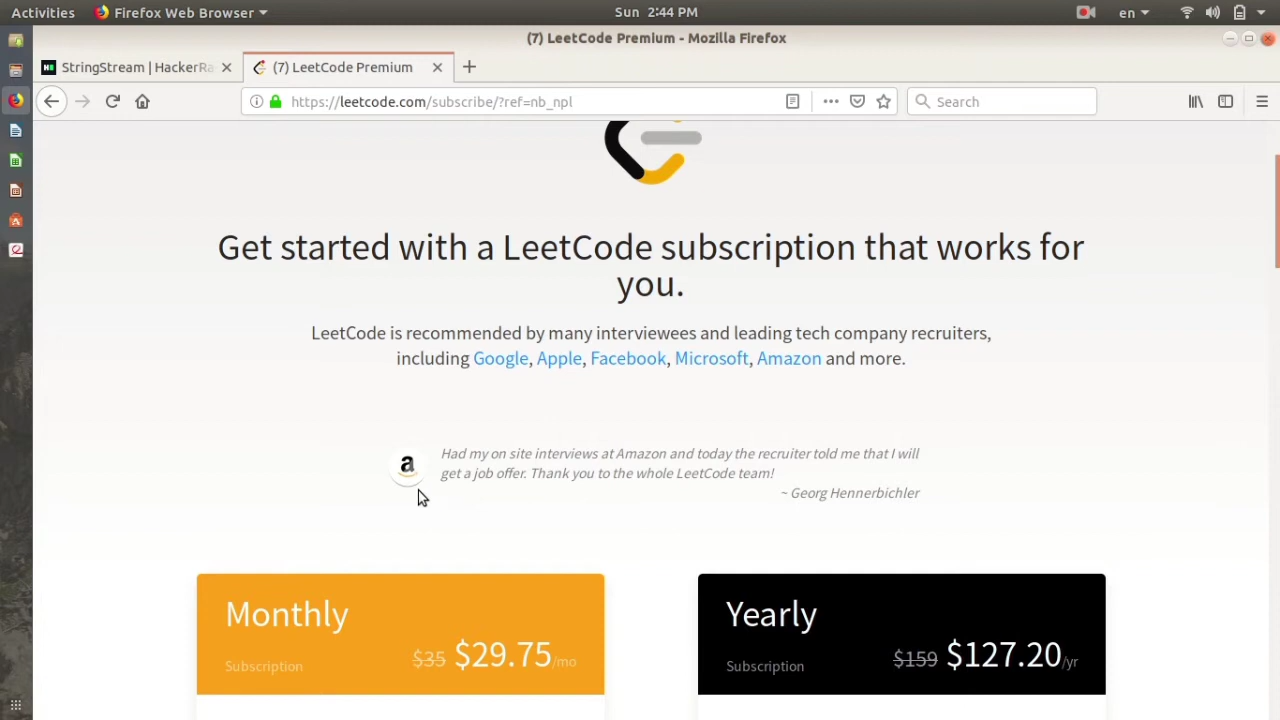 Activities Firefox Web Browser Sun 2:44 PM en
(7) LeetCode Premium - Mozilla Firefox
StringStream | HackerRa (7) LeetCode Premium
https://leetcode.com/subscribe/?ref=nb_npl Search
Get started with a LeetCode subscription that works for
you.
LeetCode is recommended by many interviewees and leading tech company recruiters,
including Google, Apple, Facebook, Microsoft, Amazon and more.
Had my on site interviews at Amazon and today the recruiter told me that I will
get a job offer. Thank you to the whole LeetCode team!
~ Georg Hennerbichler
Monthly
Subscription $35 $29.75/mo
Yearly
Subscription $159 $127.20/yr